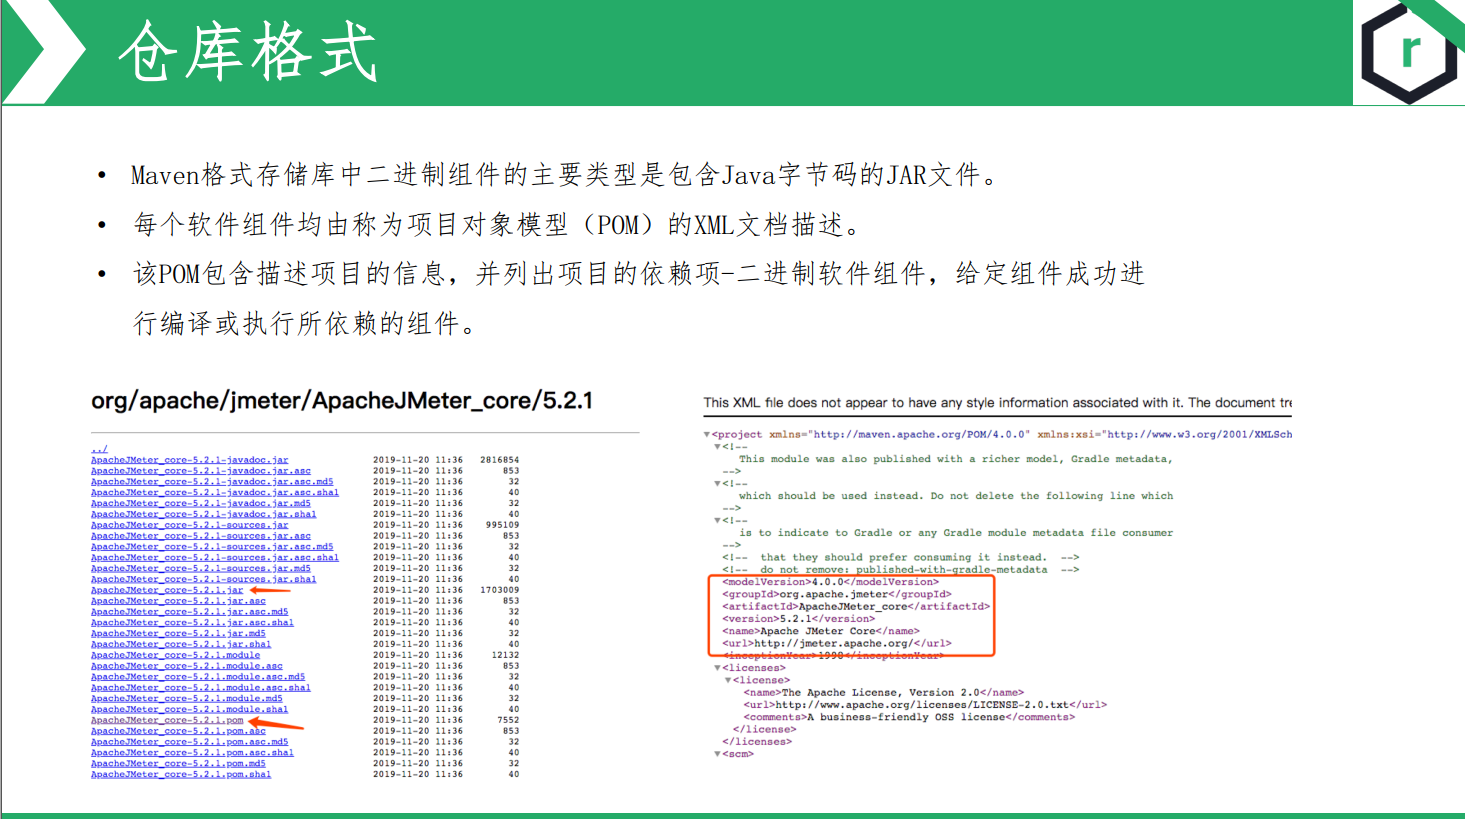 仓库格式
r
• Maven格式存储库中二进制组件的主要类型是包含Java字节码的JAR文件。
• 每个软件组件均由称为项目对象模型（POM）的XML文档描述。
• 该POM包含描述项目的信息，并列出项目的依赖项-二进制软件组件，给定组件成功进
行编译或执行所依赖的组件。
org/apache/jmeter/ApacheJMeter_core/5.2.1
../
ApacheJMeter_core-5.2.1-javadoc.jar 2019-11-20 11:36 2816854
ApacheJMeter_core-5.2.1-javadoc.jar.asc 2019-11-20 11:36 853
ApacheJMeter_core-5.2.1-javadoc.jar.asc.md5 2019-11-20 11:36 32
ApacheJMeter_core-5.2.1-javadoc.jar.asc.sha1 2019-11-20 11:36 40
ApacheJMeter_core-5.2.1-javadoc.jar.md5 2019-11-20 11:36 32
ApacheJMeter_core-5.2.1-javadoc.jar.sha1 2019-11-20 11:36 40
ApacheJMeter_core-5.2.1-sources.jar 2019-11-20 11:36 995109
ApacheJMeter_core-5.2.1-sources.jar.asc 2019-11-20 11:36 853
ApacheJMeter_core-5.2.1-sources.jar.asc.md5 2019-11-20 11:36 32
ApacheJMeter_core-5.2.1-sources.jar.asc.sha1 2019-11-20 11:36 40
ApacheJMeter_core-5.2.1-sources.jar.md5 2019-11-20 11:36 32
ApacheJMeter_core-5.2.1-sources.jar.sha1 2019-11-20 11:36 40
ApacheJMeter_core-5.2.1.jar 2019-11-20 11:36 1703009
ApacheJMeter_core-5.2.1.jar.asc 2019-11-20 11:36 853
ApacheJMeter_core-5.2.1.jar.asc.md5 2019-11-20 11:36 32
ApacheJMeter_core-5.2.1.jar.asc.sha1 2019-11-20 11:36 40
ApacheJMeter_core-5.2.1.jar.md5 2019-11-20 11:36 32
ApacheJMeter_core-5.2.1.jar.sha1 2019-11-20 11:36 40
ApacheJMeter_core-5.2.1.module 2019-11-20 11:36 12132
ApacheJMeter_core-5.2.1.module.asc 2019-11-20 11:36 853
ApacheJMeter_core-5.2.1.module.asc.md5 2019-11-20 11:36 32
ApacheJMeter_core-5.2.1.module.asc.sha1 2019-11-20 11:36 40
ApacheJMeter_core-5.2.1.module.md5 2019-11-20 11:36 32
ApacheJMeter_core-5.2.1.module.sha1 2019-11-20 11:36 40
ApacheJMeter_core-5.2.1.pom 2019-11-20 11:36 7552
ApacheJMeter_core-5.2.1.pom.asc 2019-11-20 11:36 853
ApacheJMeter_core-5.2.1.pom.asc.md5 2019-11-20 11:36 32
ApacheJMeter_core-5.2.1.pom.asc.sha1 2019-11-20 11:36 40
ApacheJMeter_core-5.2.1.pom.md5 2019-11-20 11:36 32
ApacheJMeter_core-5.2.1.pom.sha1 2019-11-20 11:36 40
This XML file does not appear to have any style information associated with it. The document tre
▼<project xmlns="http://maven.apache.org/POM/4.0.0" xmlns:xsi="http://www.w3.org/2001/XMLSch
▼<!--
This module was also published with a richer model, Gradle metadata,
-->
▼<!--
which should be used instead. Do not delete the following line which
-->
▼<!--
is to indicate to Gradle or any Gradle module metadata file consumer
-->
<!-- that they should prefer consuming it instead. -->
<!-- do not remove: published-with-gradle-metadata -->
<modelVersion>4.0.0</modelVersion>
<groupId>org.apache.jmeter</groupId>
<artifactId>ApacheJMeter_core</artifactId>
<version>5.2.1</version>
<name>Apache JMeter Core</name>
<url>http://jmeter.apache.org/</url>
<inceptionYear>1998</inceptionYear>
▼<licenses>
▼<license>
<name>The Apache License, Version 2.0</name>
<url>http://www.apache.org/licenses/LICENSE-2.0.txt</url>
<comments>A business-friendly OSS license</comments>
</license>
</licenses>
▼<scm>